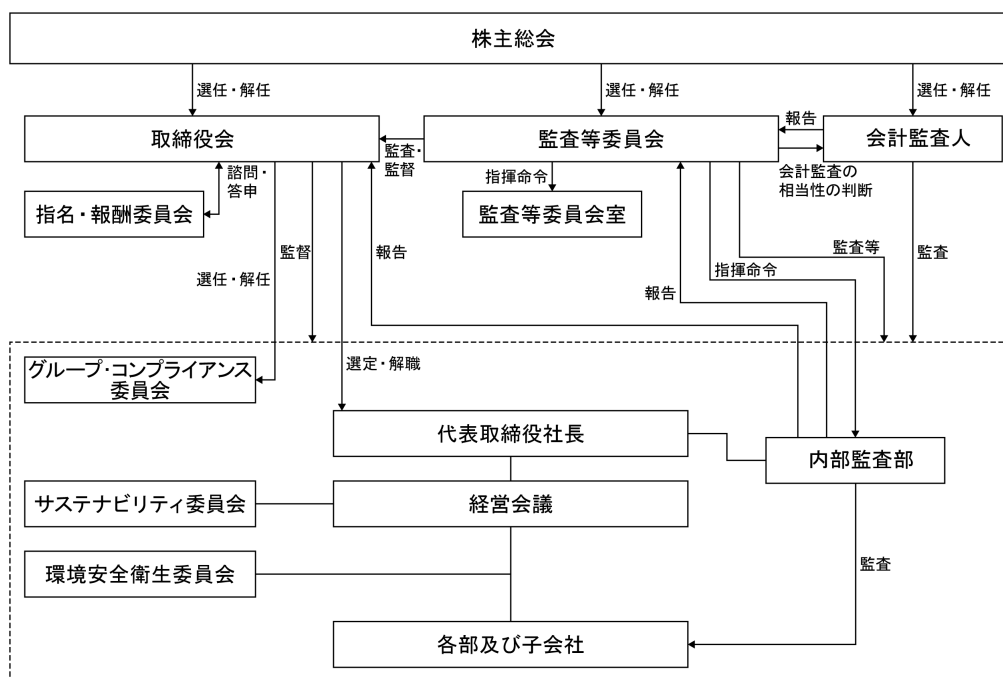 株主総会
選任・解任
選任・解任
選任・解任
取締役会
監査・
監督
監査等委員会
報告
会計監査人
会計監査の
相当性の判断
諮問・
答申
指揮命令
指名・報酬委員会
監査等委員会室
選任・解任
監督
報告
監査等
監査
指揮命令
報告
グループ・コンプライアンス
委員会
選定・解職
代表取締役社長
内部監査部
サステナビリティ委員会
経営会議
環境安全衛生委員会
監査
各部及び子会社